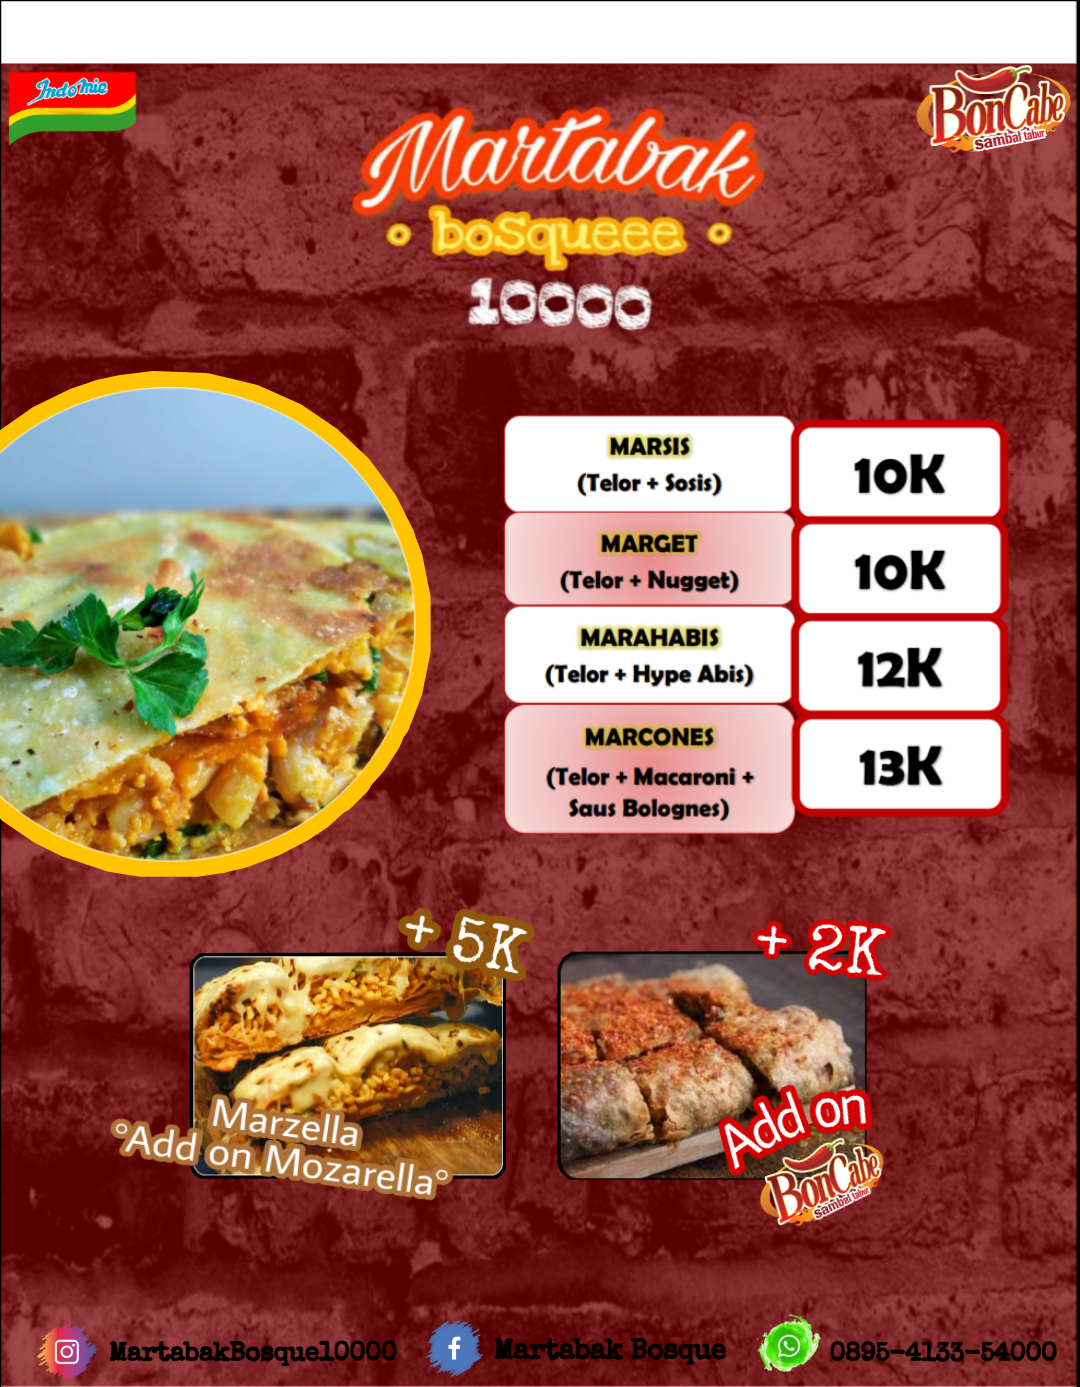 Indomie
BonCabe
sambal tabur
Martabak
° boSqueee °
10000
MARSIS
(Telor + Sosis)
10K
MARGET
(Telor + Nugget)
10K
MARAHABIS
(Telor + Hype Abis)
12K
MARCONES
(Telor + Macaroni +
Saus Bolognes)
13K
+ 5K
Marzella
°Add on Mozarella°
+ 2K
Add on
BonCabe
sambal tabur
MartabakBosque10000
Martabak Bosque
0895-4133-54000